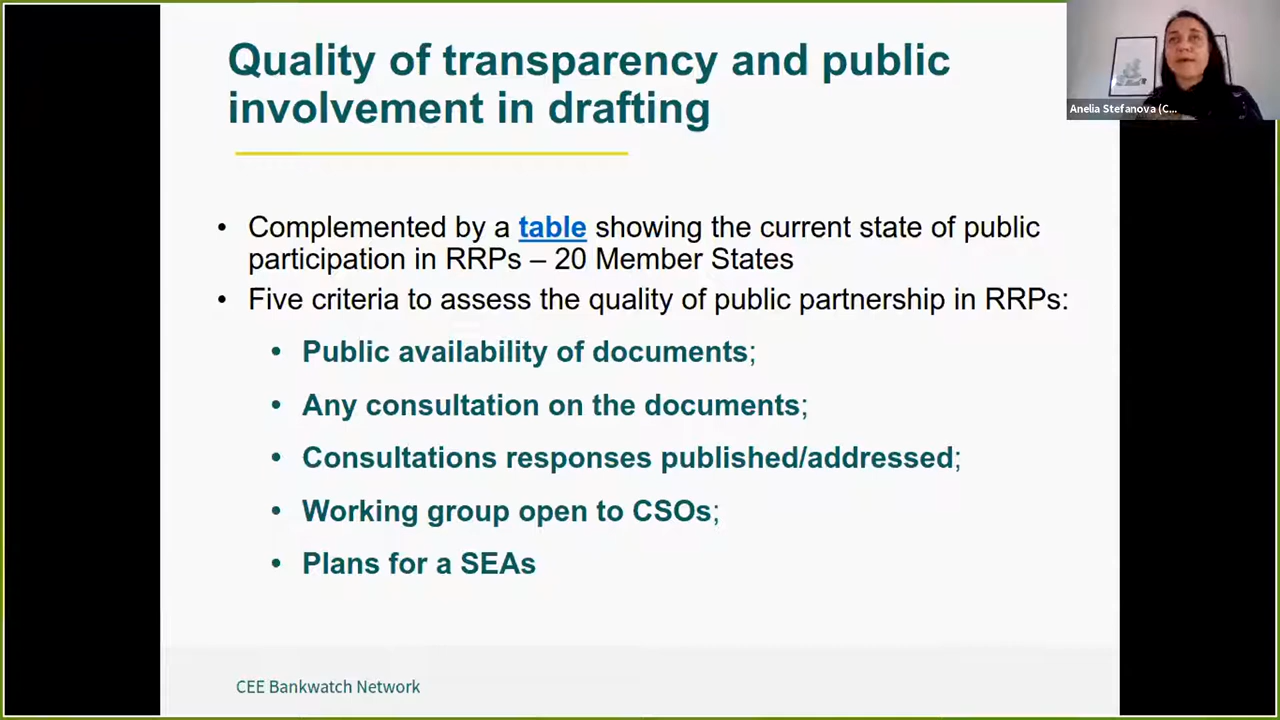 Quality of transparency and public
involvement in drafting
Anelia Stefanova (C...
• Complemented by a table showing the current state of public
participation in RRPs – 20 Member States
• Five criteria to assess the quality of public partnership in RRPs:
• Public availability of documents;
• Any consultation on the documents;
• Consultations responses published/addressed;
• Working group open to CSOs;
• Plans for a SEAs
CEE Bankwatch Network